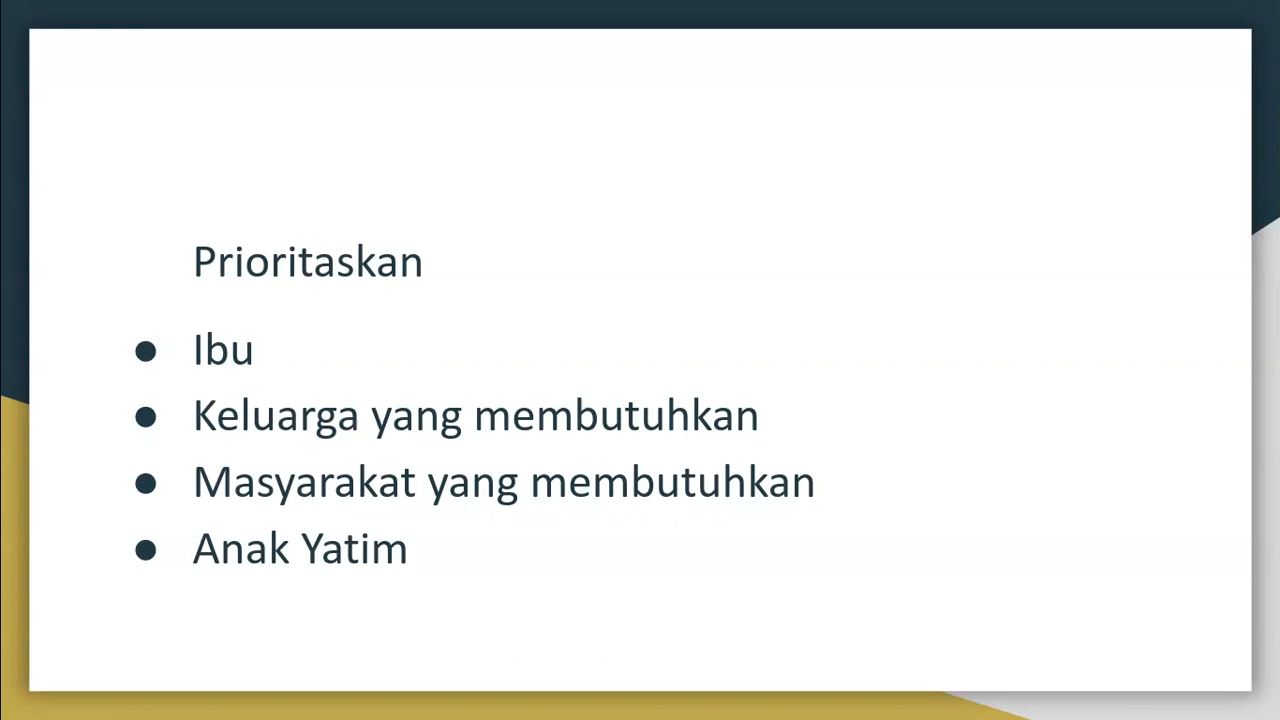 Prioritaskan
● Ibu
● Keluarga yang membutuhkan
● Masyarakat yang membutuhkan
● Anak Yatim